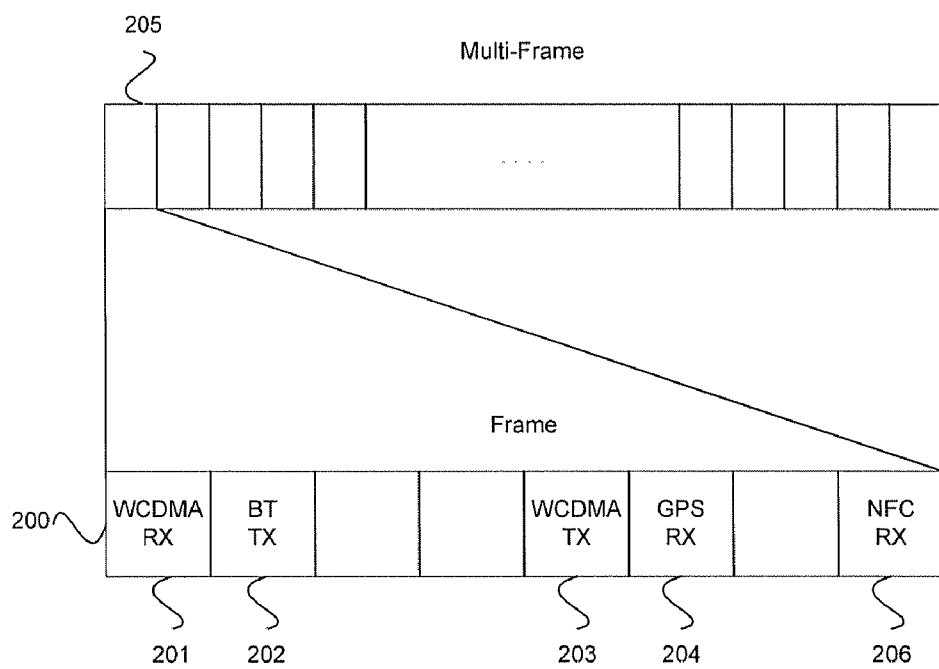 205
Multi-Frame
. . . .
Frame
200
WCDMA
RX
BT
TX
WCDMA
TX
GPS
RX
NFC
RX
201
202
203
204
206